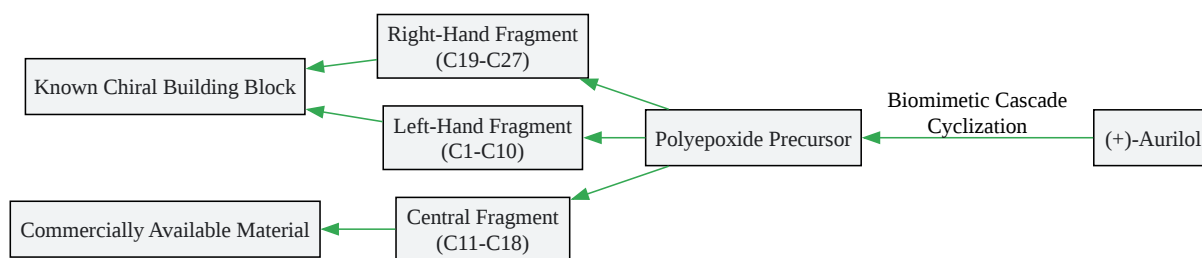 Right-Hand Fragment
(C19-C27)
Known Chiral Building Block
Left-Hand Fragment
(C1-C10)
Central Fragment
(C11-C18)
Commercially Available Material
Polyepoxide Precursor
Biomimetic Cascade
Cyclization
(+)-Aurilol